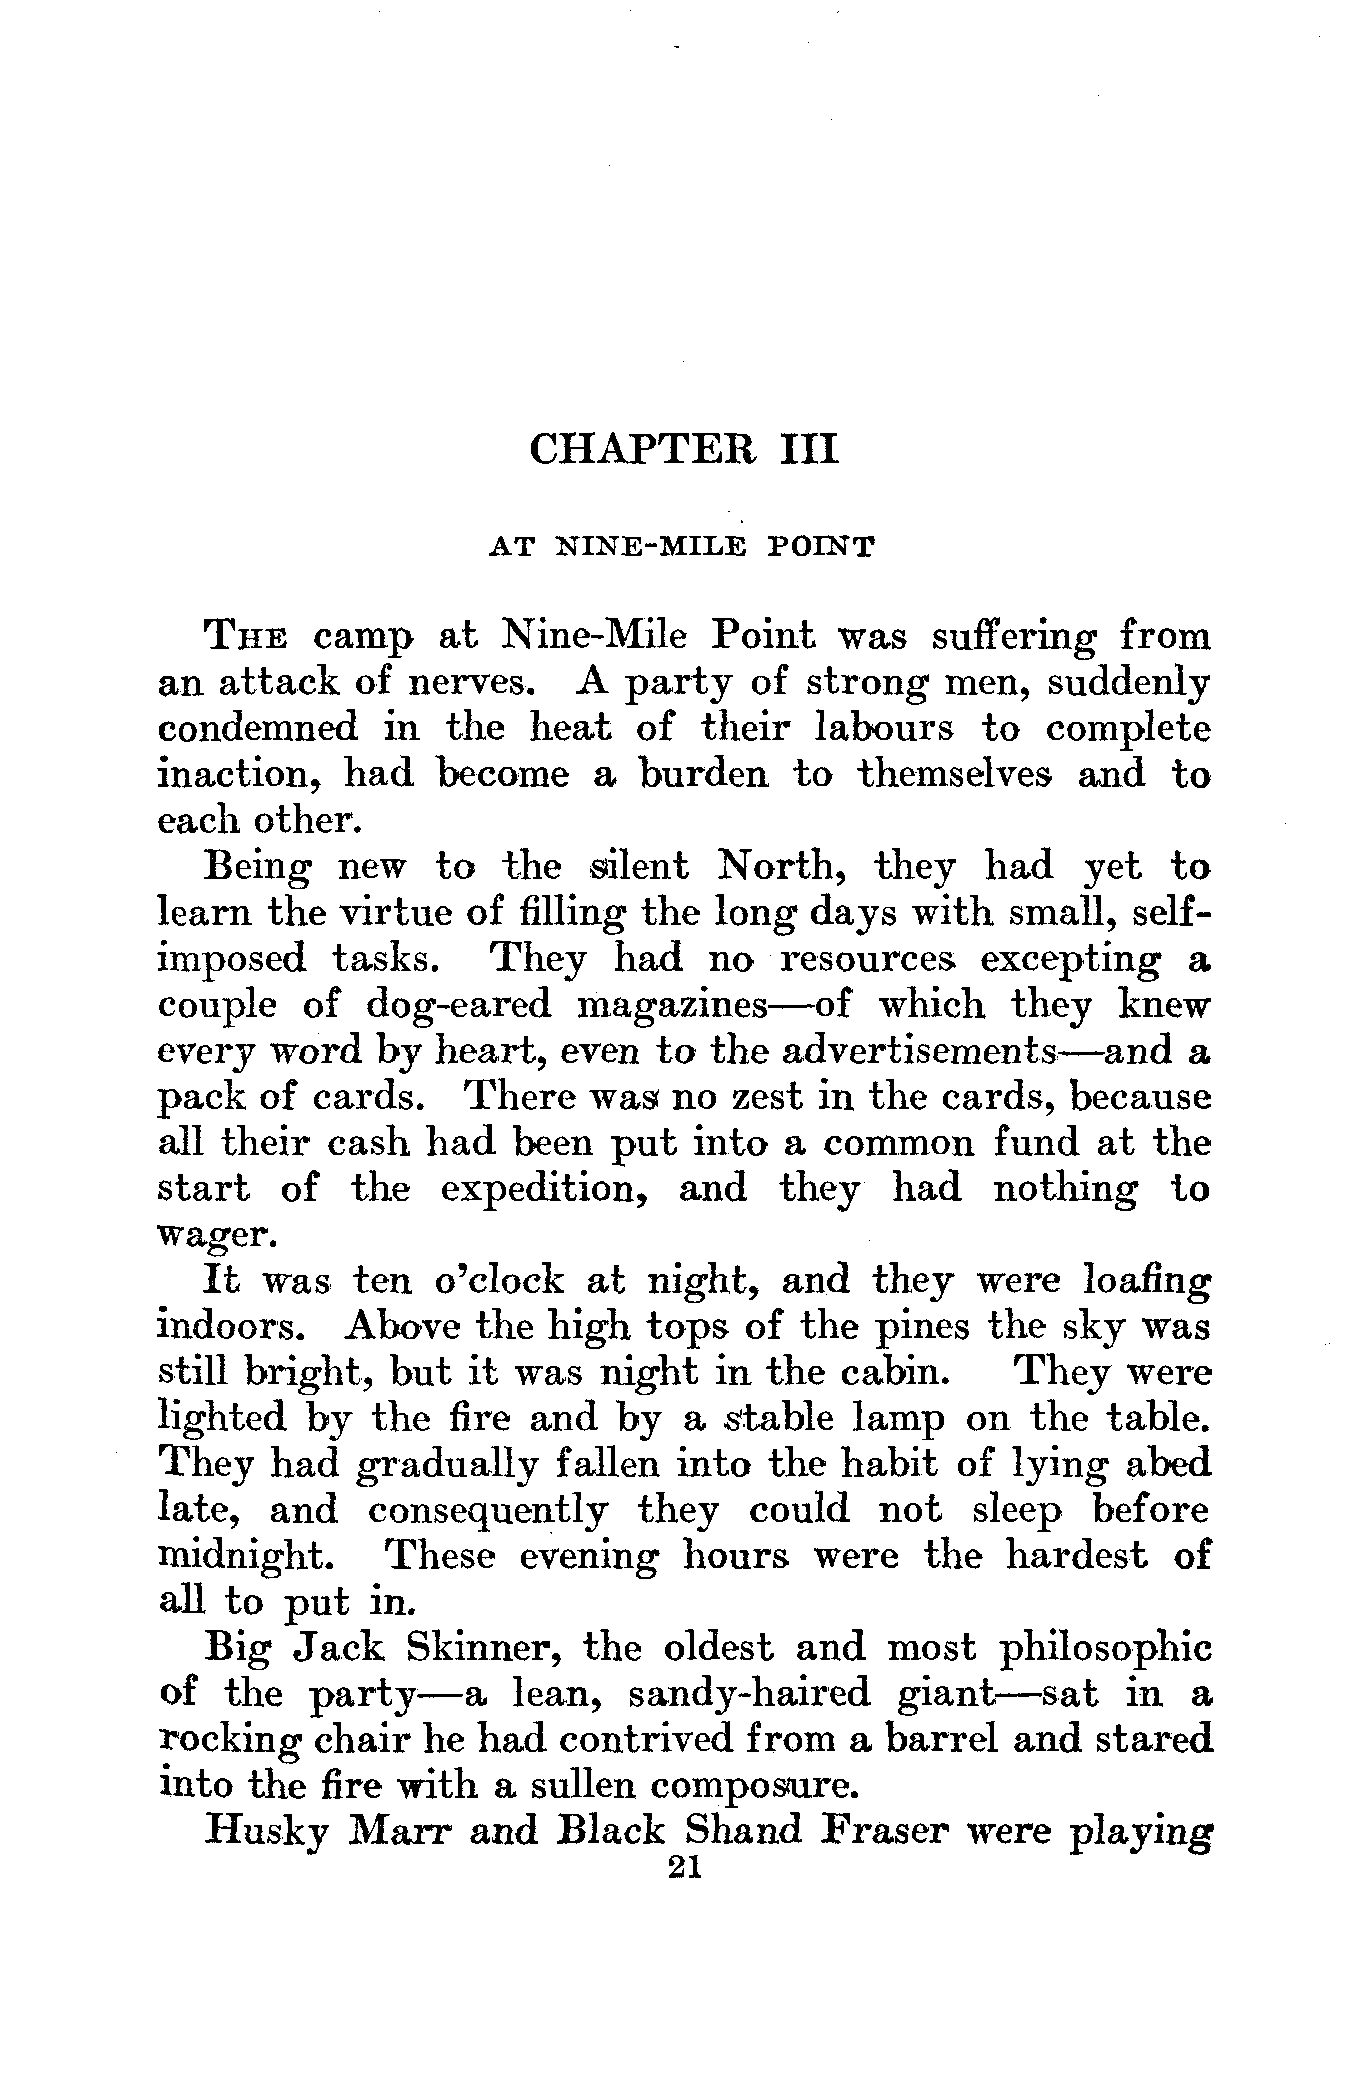 CHAPTER III
AT NINE-MILE POINT
THE camp at Nine-Mile Point was suffering from
an attack of nerves. A party of strong men, suddenly
condemned in the heat of their labours to complete
inaction, had become a burden to themselves and to
each other.
Being new to the silent North, they had yet to
learn the virtue of filling the long days with small, self-
imposed tasks. They had no resources excepting a
couple of dog-eared magazines—of which they knew
every word by heart, even to the advertisements—and a
pack of cards. There was no zest in the cards, because
all their cash had been put into a common fund at the
start of the expedition, and they had nothing to
wager.
It was ten o'clock at night, and they were loafing
indoors. Above the high tops of the pines the sky was
still bright, but it was night in the cabin. They were
lighted by the fire and by a stable lamp on the table.
They had gradually fallen into the habit of lying abed
late, and consequently they could not sleep before
midnight. These evening hours were the hardest of
all to put in.
Big Jack Skinner, the oldest and most philosophic
of the party—a lean, sandy-haired giant—sat in a
rocking chair he had contrived from a barrel and stared
into the fire with a sullen composure.
Husky Marr and Black Shand Fraser were playing
21